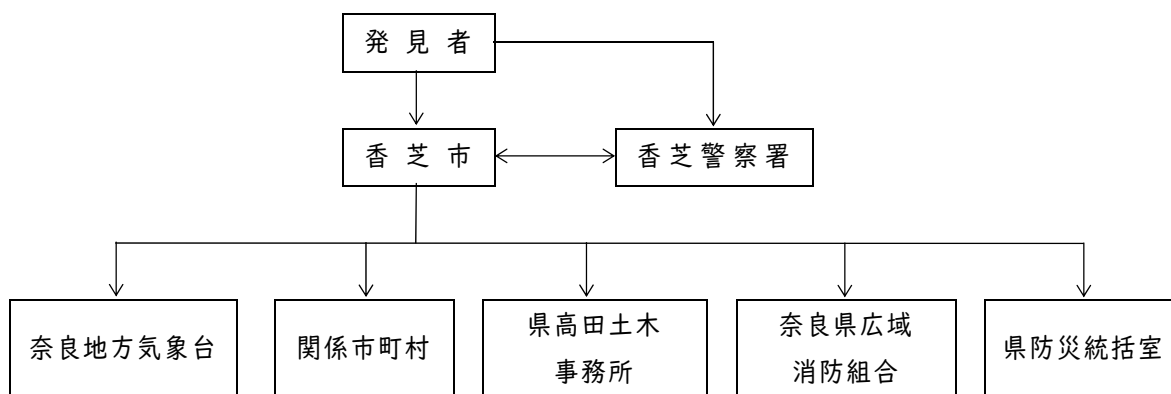 発見者
香芝市
香芝警察署
奈良地方気象台
関係市町村
県高田土木
事務所
奈良県広域
消防組合
県防災統括室